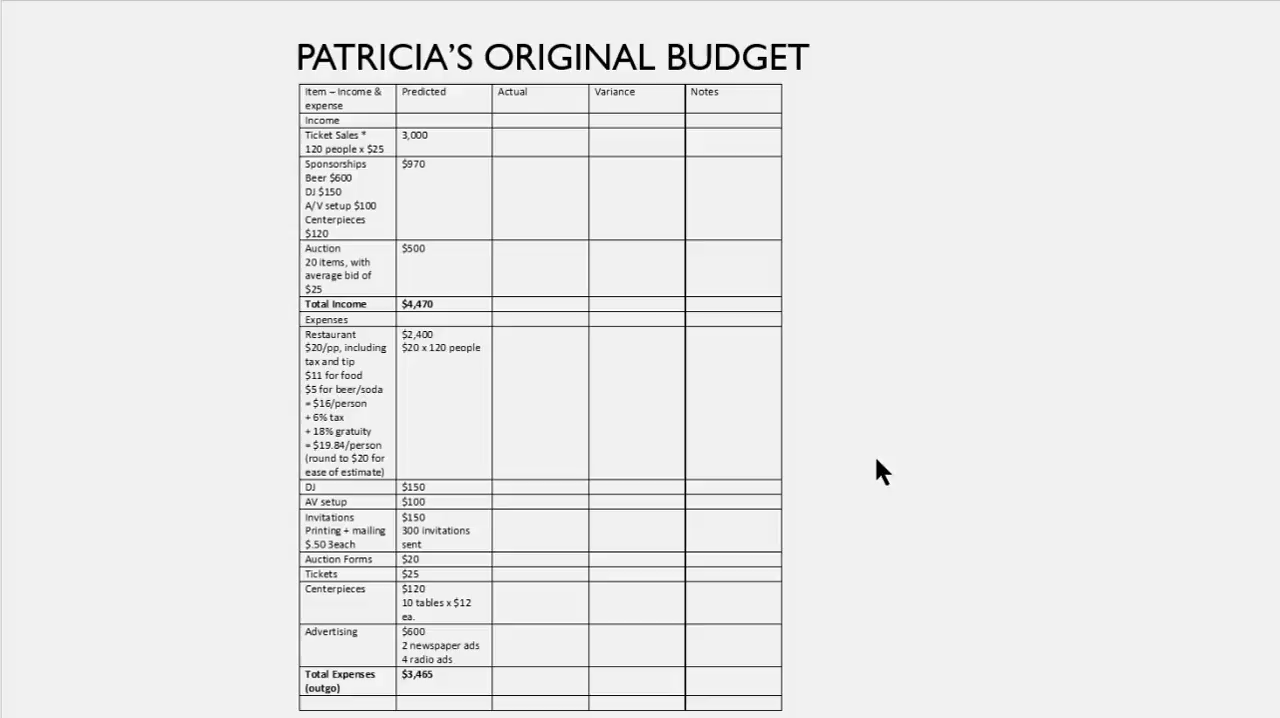 PATRICIA'S ORIGINAL BUDGET
Item – Income & expense Predicted Actual Variance Notes
Income
Ticket Sales *
120 people x $25
3,000
Sponsorships
Beer $600
DJ $150
A/V setup $100
Centerpieces
$120
$970
Auction
20 items, with
average bid of
$25
$500
Total Income $4,470
Expenses
Restaurant
$20/pp, including
tax and tip
$11 for food
$5 for beer/soda
= $16/person
+ 6% tax
+ 18% gratuity
= $19.84/person
(round to $20 for
ease of estimate)
$2,400
$20 x 120 people
DJ $150
AV setup $100
Invitations
Printing + mailing
$.50 3each
$150
300 invitations
sent
Auction Forms $20
Tickets $25
Centerpieces
$120
10 tables x $12
ea.
Advertising
$600
2 newspaper ads
4 radio ads
Total Expenses
(outgo)
$3,465